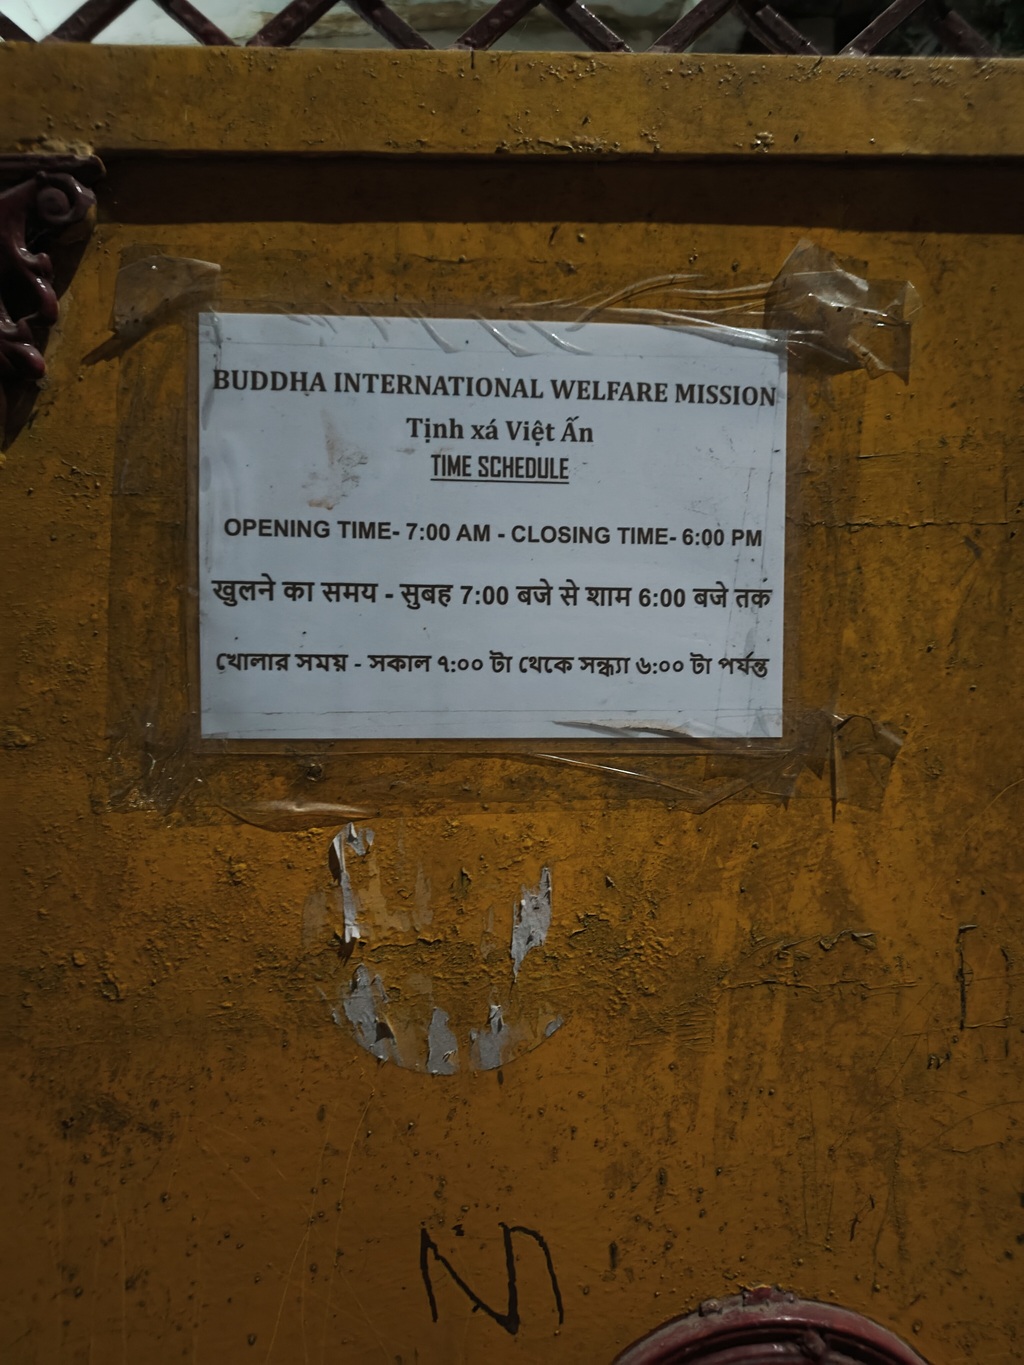 BUDDHA INTERNATIONAL WELFARE MISSION
Tịnh xá Việt Ấn
TIME SCHEDULE
OPENING TIME- 7:00 AM - CLOSING TIME- 6:00 PM
खुलने का समय - सुबह 7:00 बजे से शाम 6:00 बजे तक
খোলার সময় - সকাল ৭:০০ টা থেকে সন্ধ্যা ৬:০০ টা পর্যন্ত